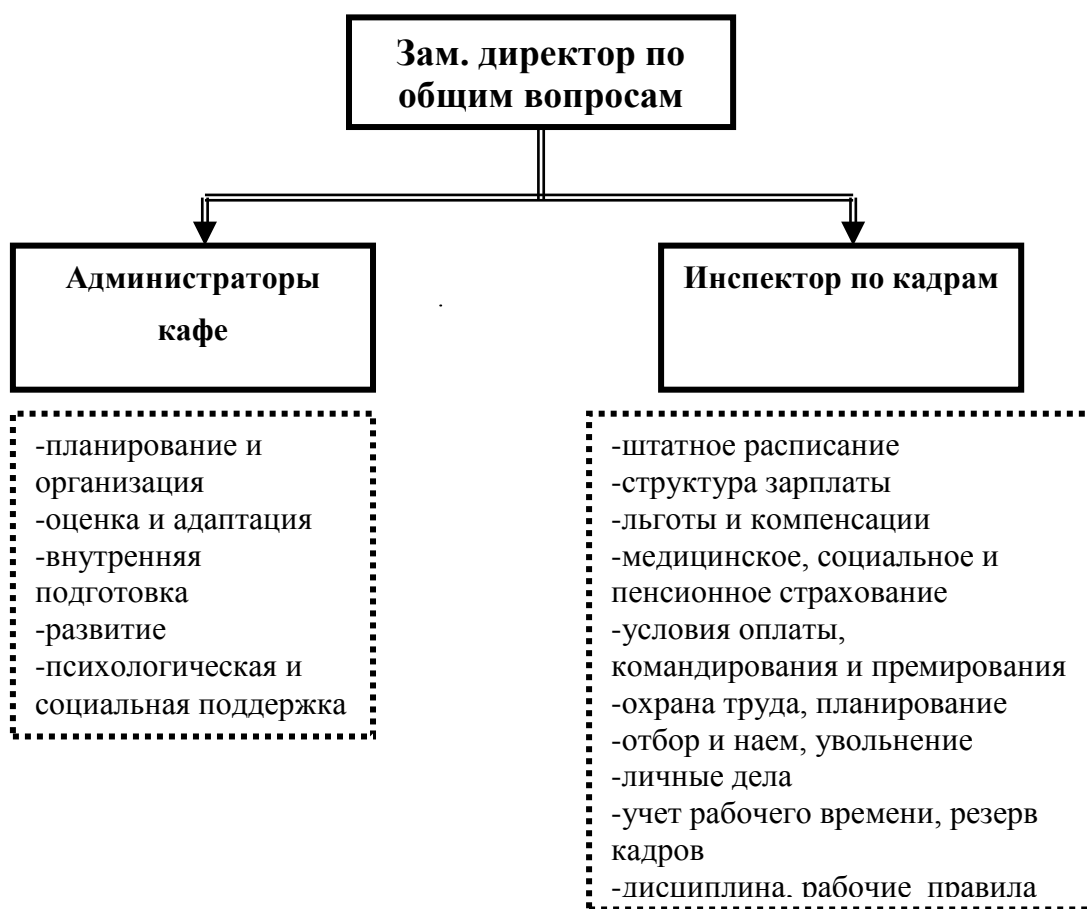 Зам. директор по
общим вопросам
Администраторы
кафе
Инспектор по кадрам
-планирование и
организация
-оценка и адаптация
-внутренняя
подготовка
-развитие
-психологическая и
социальная поддержка
-штатное расписание
-структура зарплаты
-льготы и компенсации
-медицинское, социальное и
пенсионное страхование
-условия оплаты,
командирования и премирования
-охрана труда, планирование
-отбор и наем, увольнение
-личные дела
-учет рабочего времени, резерв
кадров
-дисциплина, рабочие правила